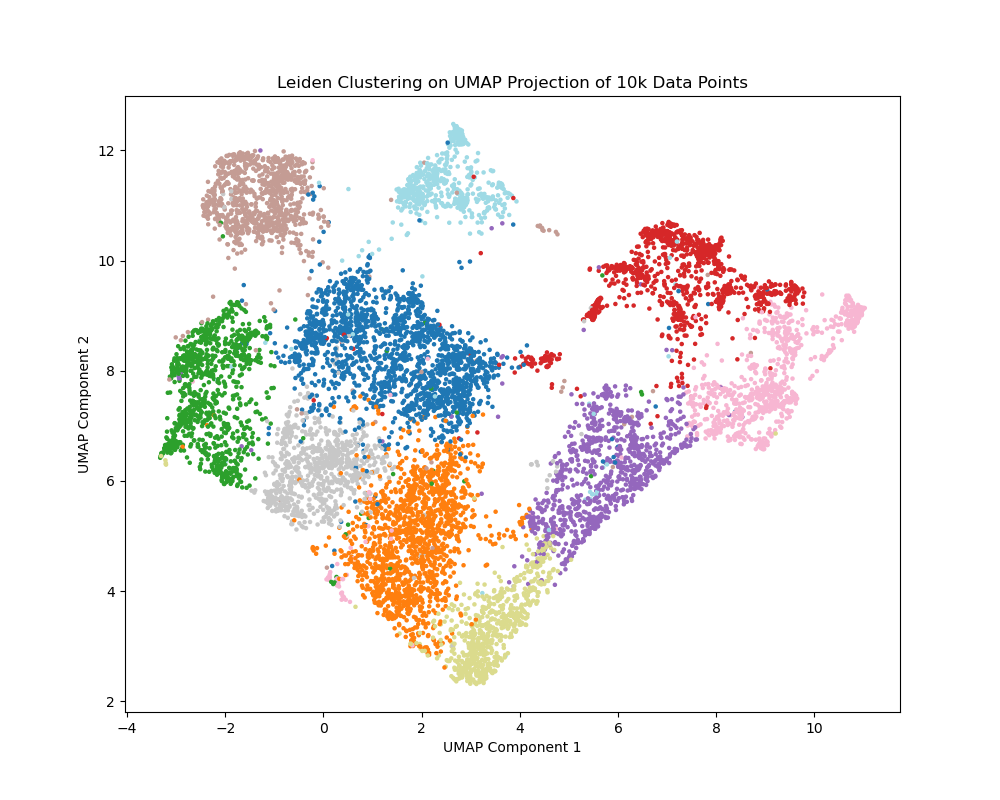 Leiden Clustering on UMAP Projection of 10k Data Points
12
10
8
6
4
2
UMAP Component 2
−4 −2 0 2 4 6 8 10
UMAP Component 1